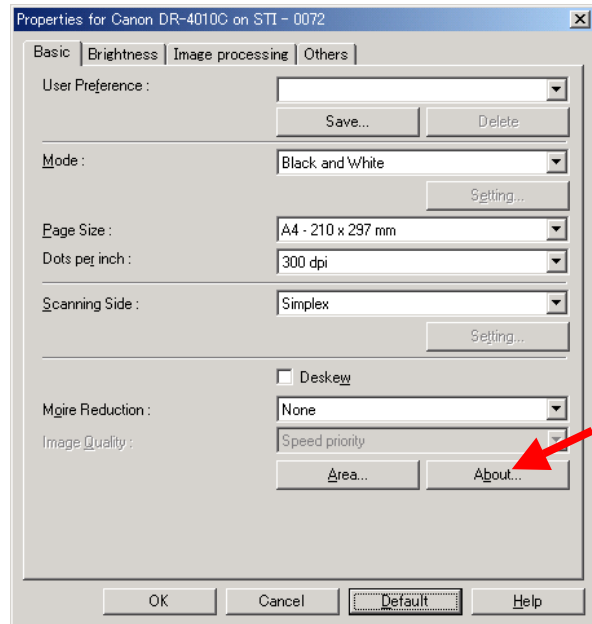 Properties for Canon DR-4010C on STI - 0072
Basic Brightness Image processing Others
User Preference :
Save... Delete
Mode : Black and White
Setting...
Page Size : A4 - 210 x 297 mm
Dots per inch : 300 dpi
Scanning Side : Simplex
Setting...
Deskew
Moire Reduction : None
Image Quality : Speed priority
Area... About...
OK Cancel Default Help